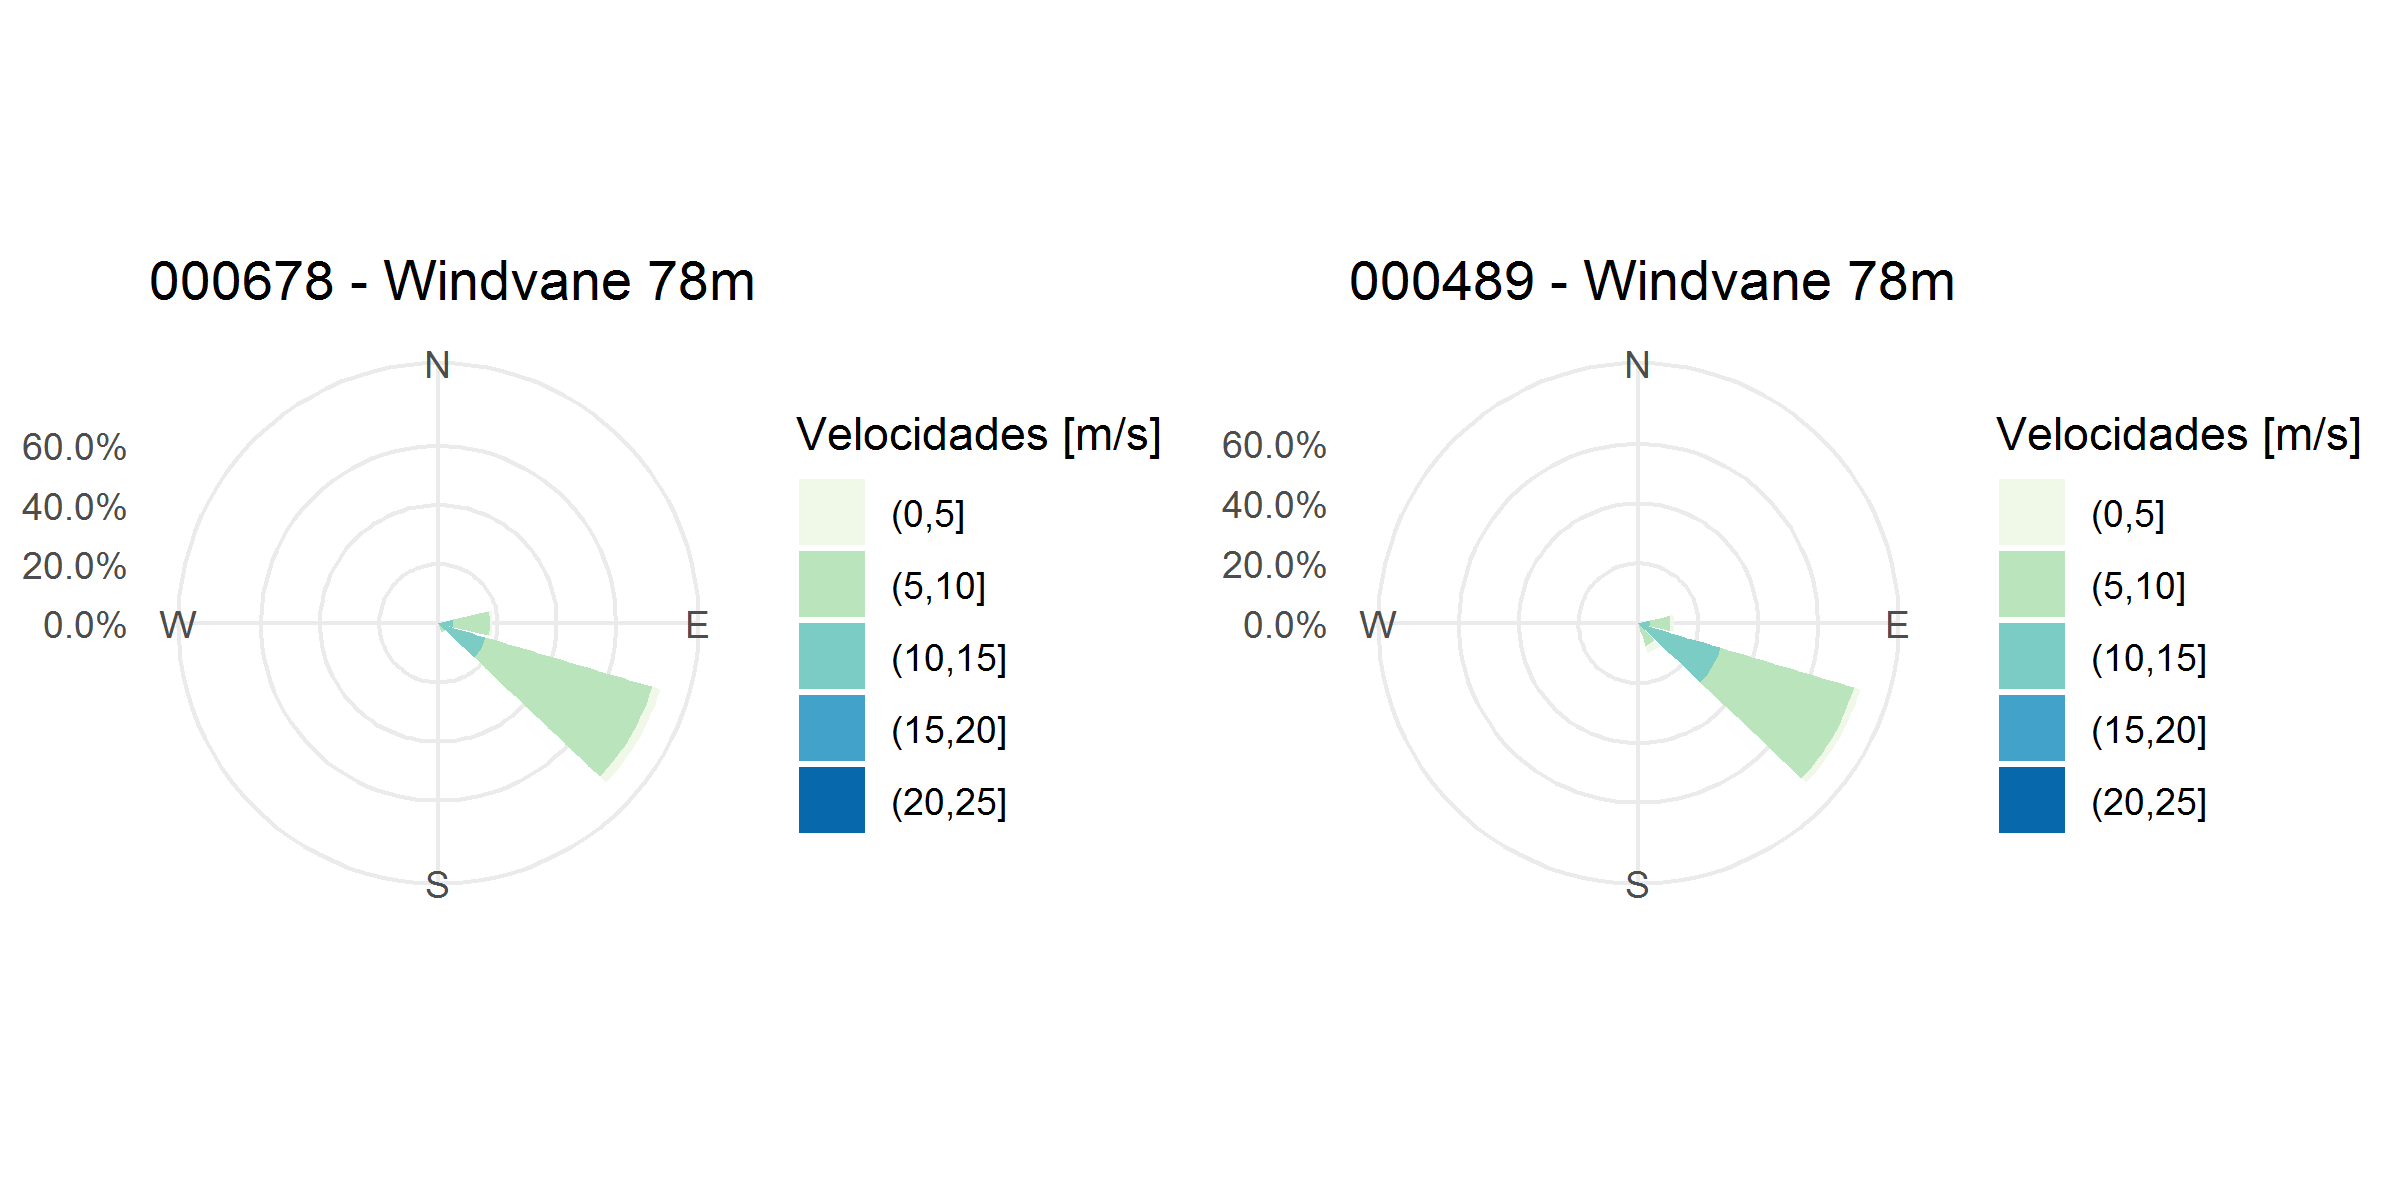 000678 - Windvane 78m
N
60.0%
40.0%
20.0%
0.0%
W
E
S
Velocidades [m/s]
(0,5]
(5,10]
(10,15]
(15,20]
(20,25]
000489 - Windvane 78m
N
60.0%
40.0%
20.0%
0.0%
W
E
S
Velocidades [m/s]
(0,5]
(5,10]
(10,15]
(15,20]
(20,25]